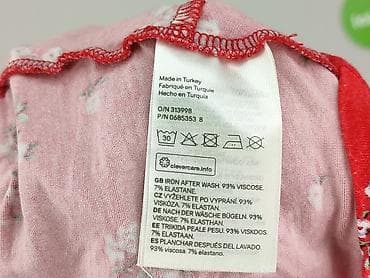 Made in Turkey
Fabriqué en Turquie
Hecho en Turquía
O/N 313998
P/N 0685353 8
30
clevercare.info
GB IRON AFTER WASH. 93% VISCOSE.
7% ELASTANE.
CZ VYŽEHLETE PO VYPRÁNÍ. 93%
VISKÓZA. 7% ELASTAN.
DE NACH DER WÄSCHE BÜGELN. 93%
VISKOSE. 7% ELASTHAN.
EE TRIIKIDA PEALE PESU. 93% VISKOOS.
7% ELASTAAN.
ES PLANCHAR DESPUÉS DEL LAVADO.
93% viscosa. 7% elastano.